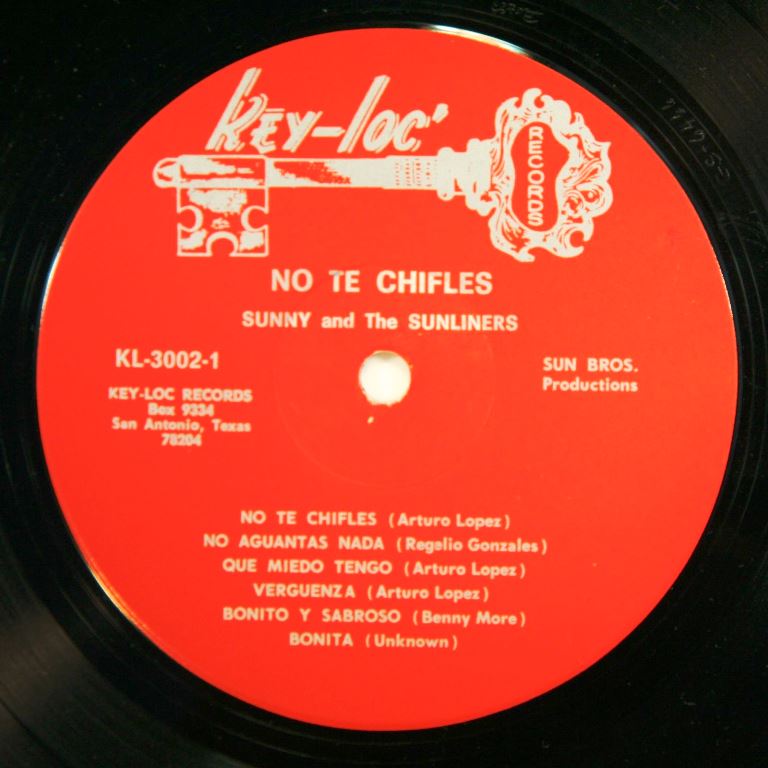 KEY-LOC'
RECORDS
NO TE CHIFLES
SUNNY and The SUNLINERS
KL-3002-1
KEY-LOC RECORDS
Box 9334
San Antonio, Texas
78204
SUN BROS.
Productions
NO TE CHIFLES (Arturo Lopez)
NO AGUANTAS NADA (Regelio Gonzales)
QUE MIEDO TENGO (Arturo Lopez)
VERGUENZA (Arturo Lopez)
BONITO Y SABROSO (Benny More)
BONITA (Unknown)